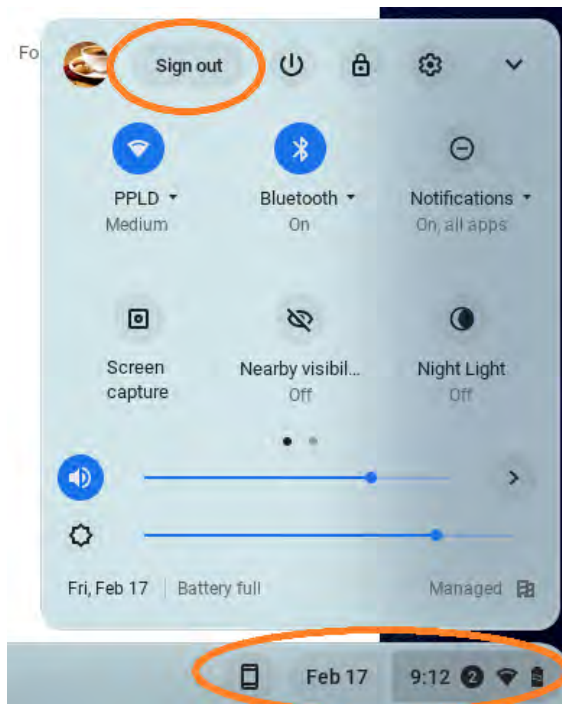 Fo
Sign out
PPLD Bluetooth Notifications
Medium On On, all apps
Screen capture Nearby visibil... Night Light
Off Off
Fri, Feb 17 | Battery full Managed
Feb 17 9:12 2